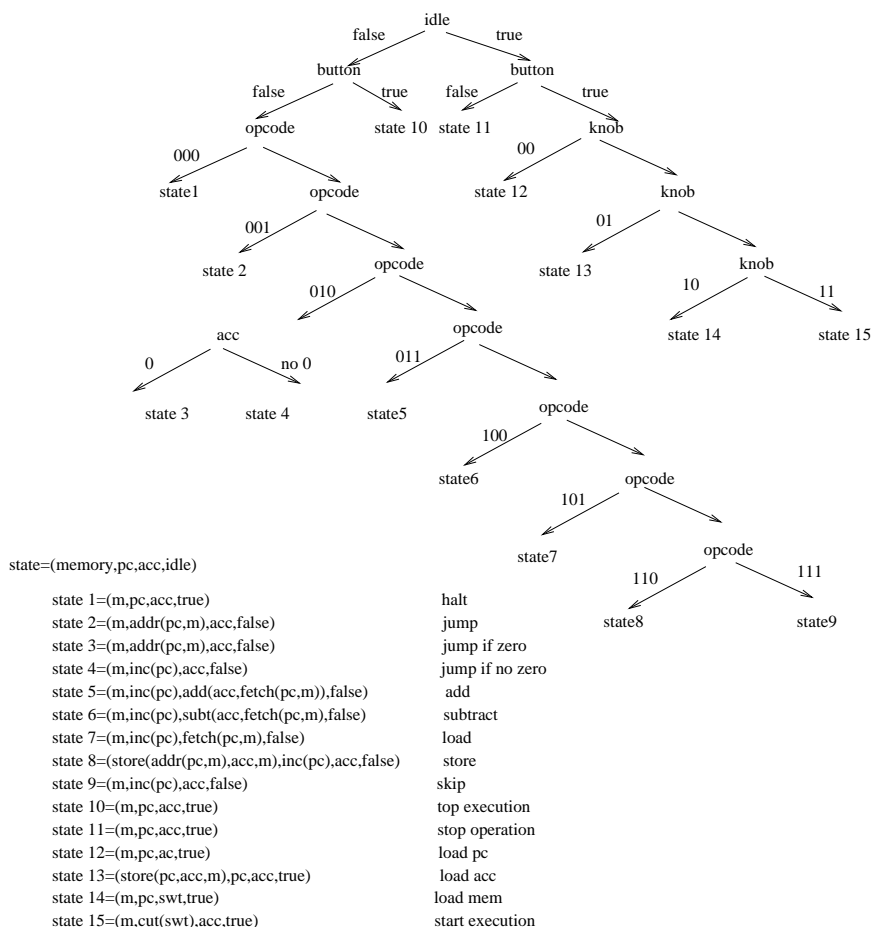 idle
false true
button button
false true false true
opcode state 10 state 11 knob
000 00
state1 opcode state 12 knob
001 01
state 2 opcode state 13 knob
010 10 11
acc opcode state 14 state 15
0 no 0 011
state 3 state 4 state5 opcode
100
state6 opcode
101
state7 opcode
110 111
state8 state9
state=(memory,pc,acc,idle)
state 1=(m,pc,acc,true) halt
state 2=(m,addr(pc,m),acc,false) jump
state 3=(m,addr(pc,m),acc,false) jump if zero
state 4=(m,inc(pc),acc,false) jump if no zero
state 5=(m,inc(pc),add(acc,fetch(pc,m)),false) add
state 6=(m,inc(pc),subt(acc,fetch(pc,m),false) subtract
state 7=(m,inc(pc),fetch(pc,m),false) load
state 8=(store(addr(pc,m),acc,m),inc(pc),acc,false) store
state 9=(m,inc(pc),acc,false) skip
state 10=(m,pc,acc,true) top execution
state 11=(m,pc,acc,true) stop operation
state 12=(m,pc,ac,true) load pc
state 13=(store(pc,acc,m),pc,acc,true) load acc
state 14=(m,pc,swt,true) load mem
state 15=(m,cut(swt),acc,true) start execution